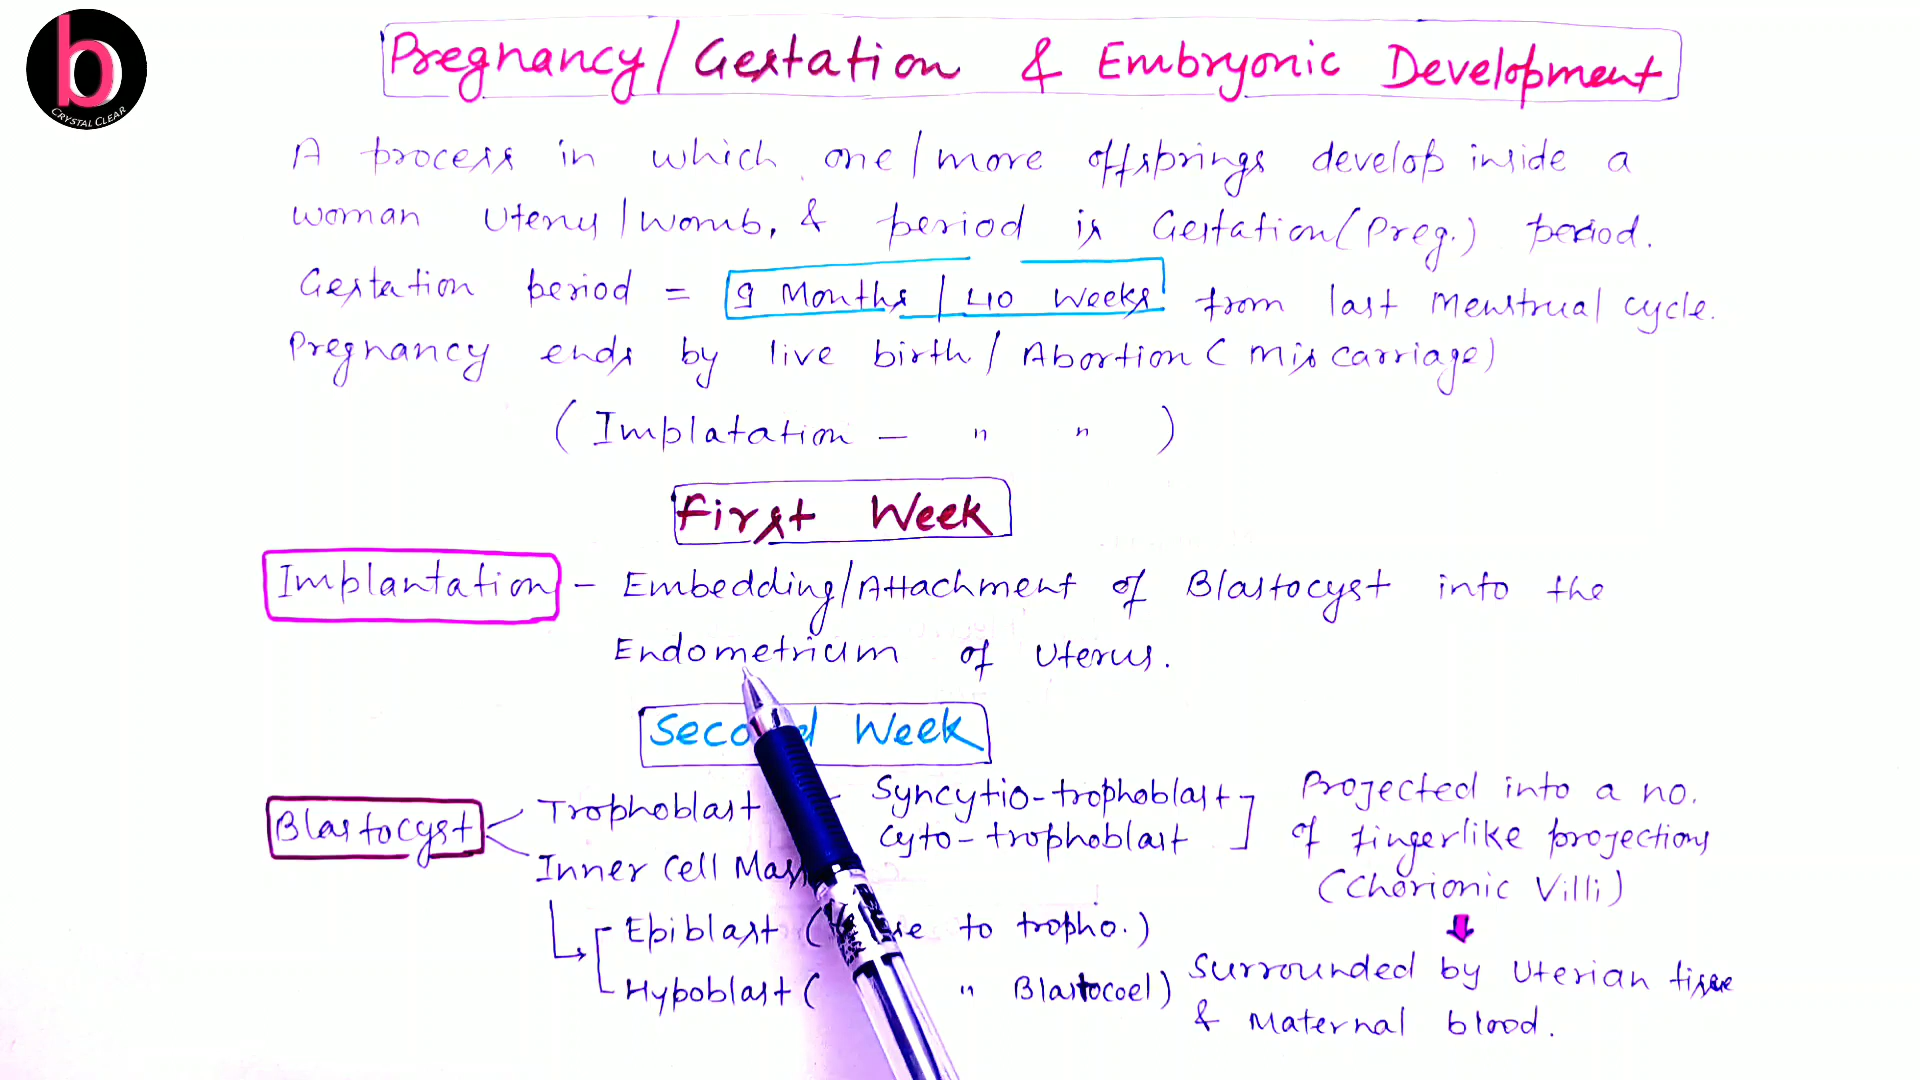 b
CRYSTAL CLEAR
Pregnancy/Gestation & Embryonic Development
A process in which one/more offsprings develop inside a
woman Uterus/womb, & period is Gestation(Preg.) period.
Gestation period = 9 Months/40 Weeks from last Menstrual cycle.
Pregnancy ends by live birth/Abortion (miscarriage)
(Implatation – " " )
First Week
Implantation – Embedding/Attachment of Blastocyst into the
Endometrium of Uterus.
Second Week
Blastocyst
Trophoblast – Syncytio-trophoblast
Cyto-trophoblast
Inner Cell Mass
Epiblast ( to tropho.)
Hypoblast ( " Blastocoel)
Projected into a no.
of fingerlike projections
(Chorionic Villi)
Surrounded by Uterian tissue
& Maternal blood.